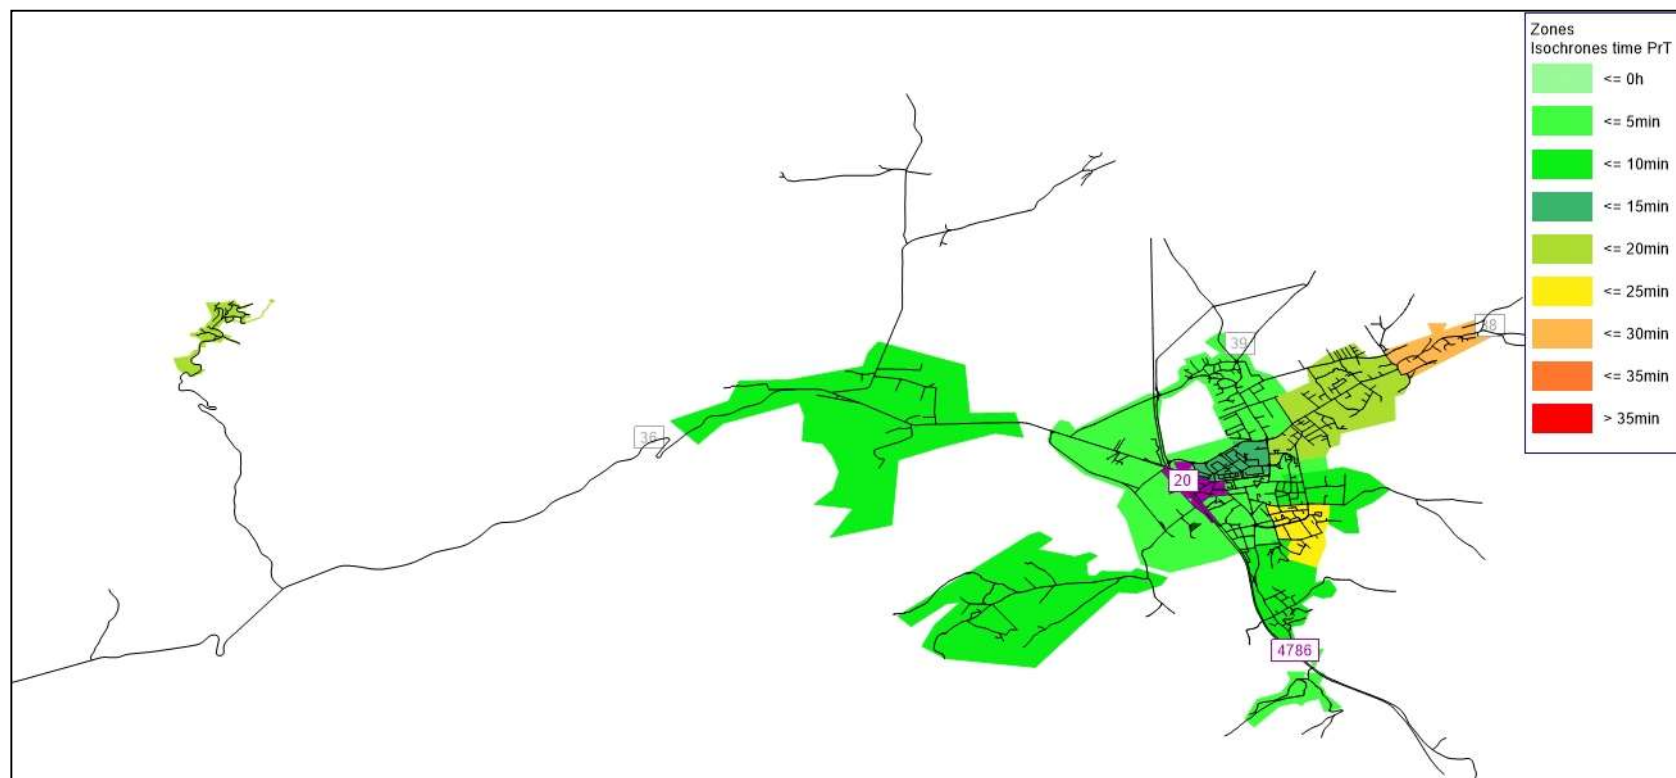 Zones
Isochrones time PrT
<= 0h
<= 5min
<= 10min
<= 15min
<= 20min
<= 25min
<= 30min
<= 35min
> 35min
38
39
36
20
4786